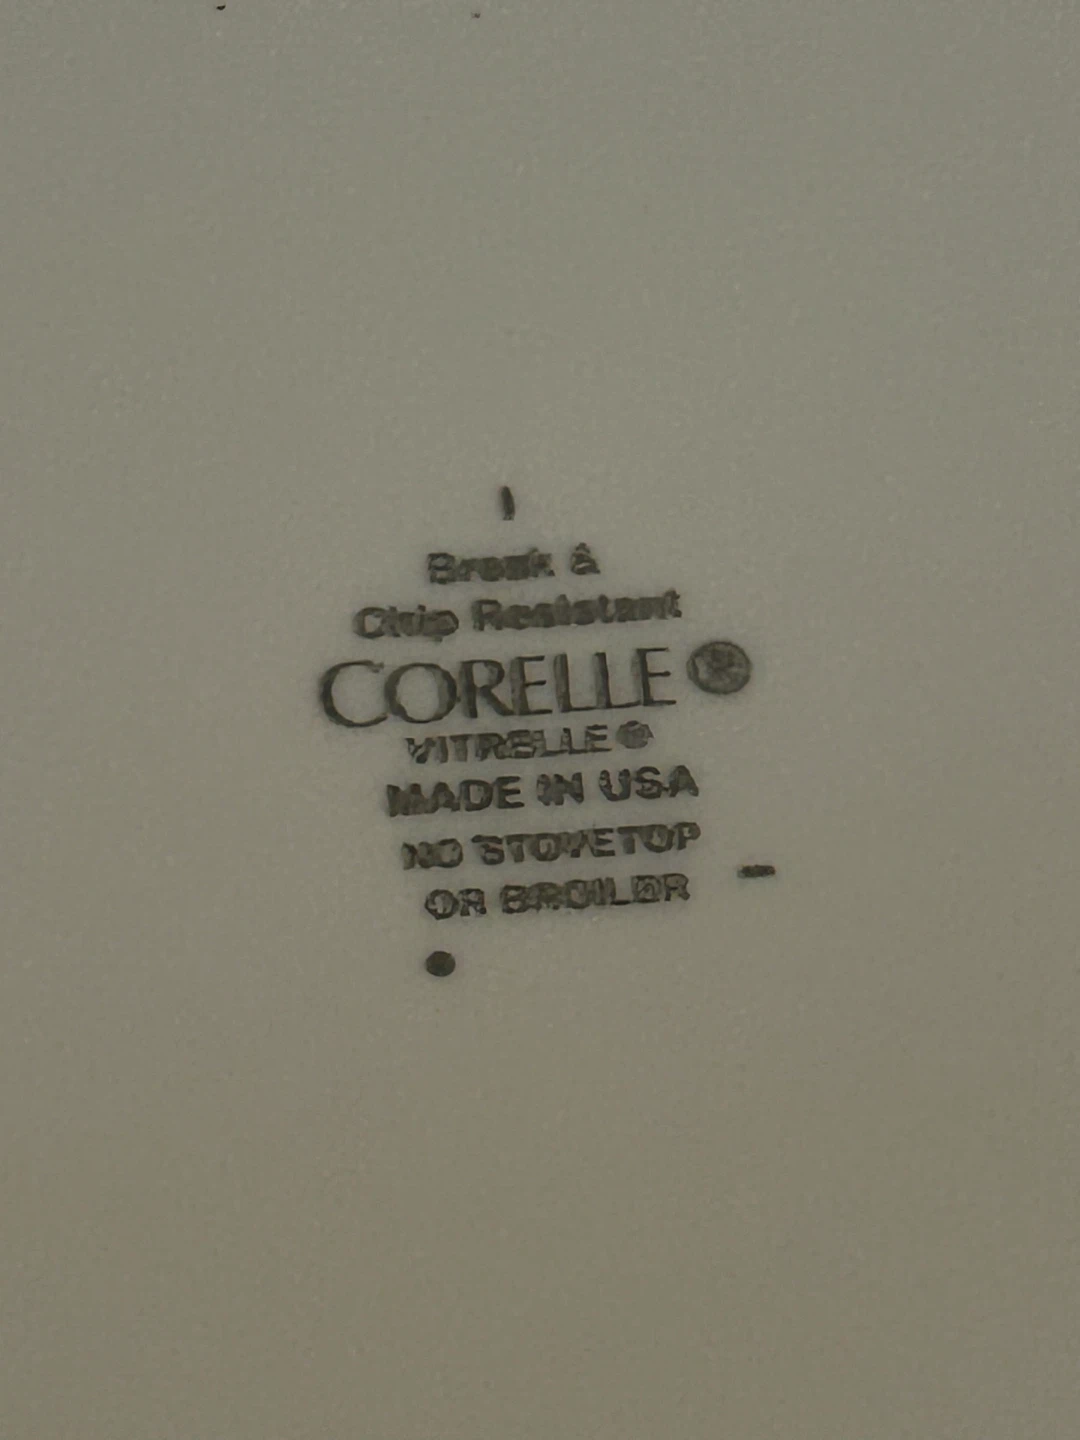 Break &
Chip Resistant
CORELLE®
VITRELLE®
MADE IN USA
NO STOVETOP
OR BROILER